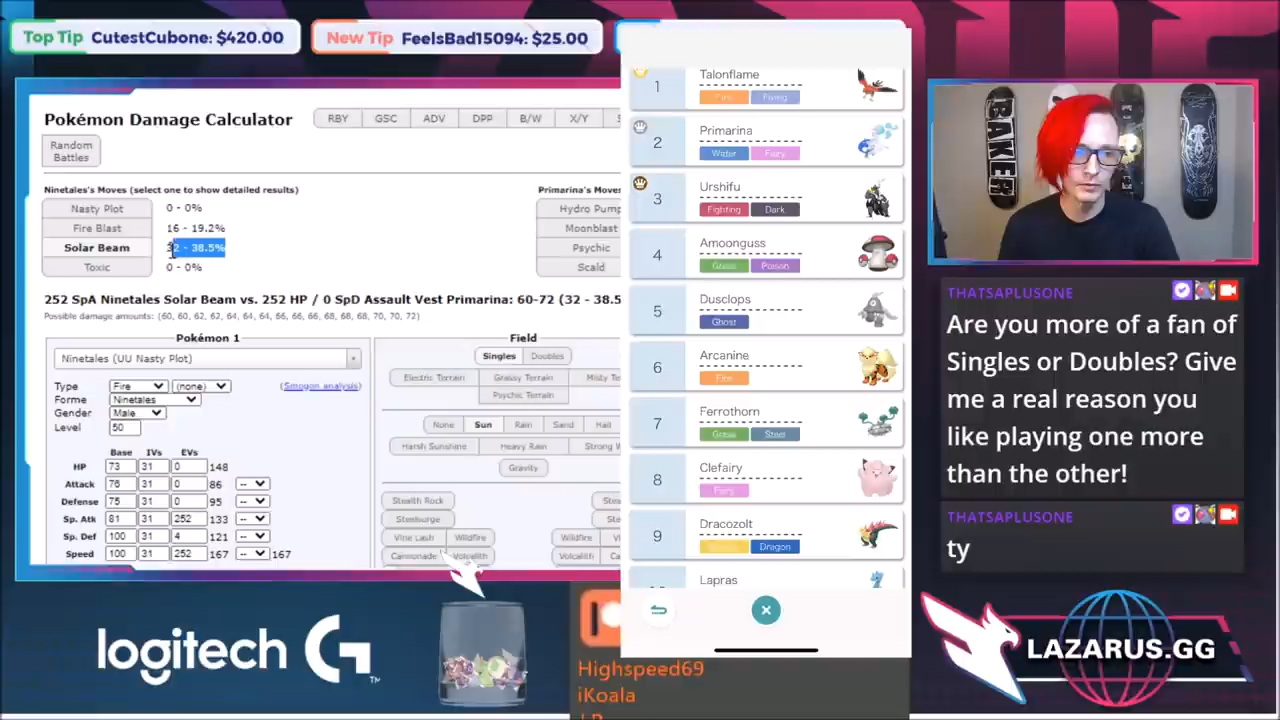 Top Tip CutestCubone: $420.00
New Tip FeelsBad15094: $25.00
Pokémon Damage Calculator
RBY GSC ADV DPP B/W X/Y
Random
Battles
Ninetales's Moves (select one to show detailed results)
Nasty Plot 0 - 0%
Fire Blast 16 - 19.2%
Solar Beam 32 - 38.5%
Toxic 0 - 0%
Primarina's Moves
Hydro Pump
Moonblast
Psychic
Scald
252 SpA Ninetales Solar Beam vs. 252 HP / 0 SpD Assault Vest Primarina: 60-72 (32 - 38.5
Possible damage amounts: (60, 60, 62, 62, 64, 64, 64, 66, 66, 66, 68, 68, 68, 70, 70, 72)
Pokémon 1
Ninetales (UU Nasty Plot)
Type Fire (none) (Smogon analysis)
Forme Ninetales
Gender Male
Level 50
Base IVs EVs
HP 73 31 0 148
Attack 76 31 0 86 --
Defense 75 31 0 95 --
Sp. Atk 81 31 252 133 --
Sp. Def 100 31 4 121 --
Speed 100 31 252 167 -- 167
Field
Singles Doubles
Electric Terrain Grassy Terrain Misty Te
Psychic Terrain
None Sun Rain Sand Hail
Harsh Sunshine Heavy Rain Strong W
Gravity
Stealth Rock Stea
Steelsurge Ste
Vine Lash Wildfire Vine
Cannonade Volcalith
1 Talonflame
Fire Flying
2 Primarina
Water Fairy
3 Urshifu
Fighting Dark
4 Amoonguss
Grass Poison
5 Dusclops
Ghost
6 Arcanine
Fire
7 Ferrothorn
Grass Steel
8 Clefairy
Fairy
9 Dracozolt
Dragon
Lapras
THATSAPLUSONE
Are you more of a fan of
Singles or Doubles? Give
me a real reason you
like playing one more
than the other!
THATSAPLUSONE
ty
BAKER
logitech G
Highspeed69
iKoala
LAZARUS.GG